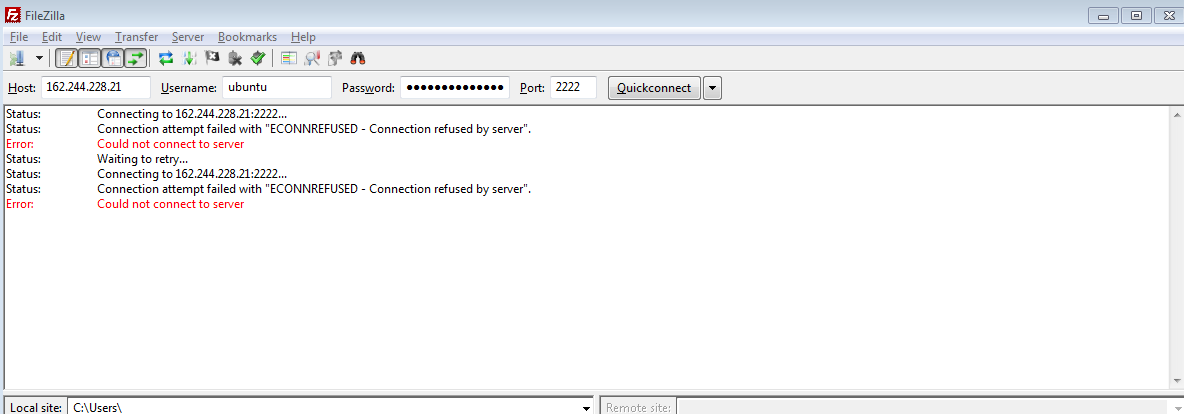 FileZilla
File Edit View Transfer Server Bookmarks Help
Host: 162.244.228.21 Username: ubuntu Password: ●●●●●●●●●●●●●● Port: 2222 Quickconnect
Status: Connecting to 162.244.228.21:2222...
Status: Connection attempt failed with "ECONNREFUSED - Connection refused by server".
Error: Could not connect to server
Status: Waiting to retry...
Status: Connecting to 162.244.228.21:2222...
Status: Connection attempt failed with "ECONNREFUSED - Connection refused by server".
Error: Could not connect to server
Local site: C:\Users\ Remote site: